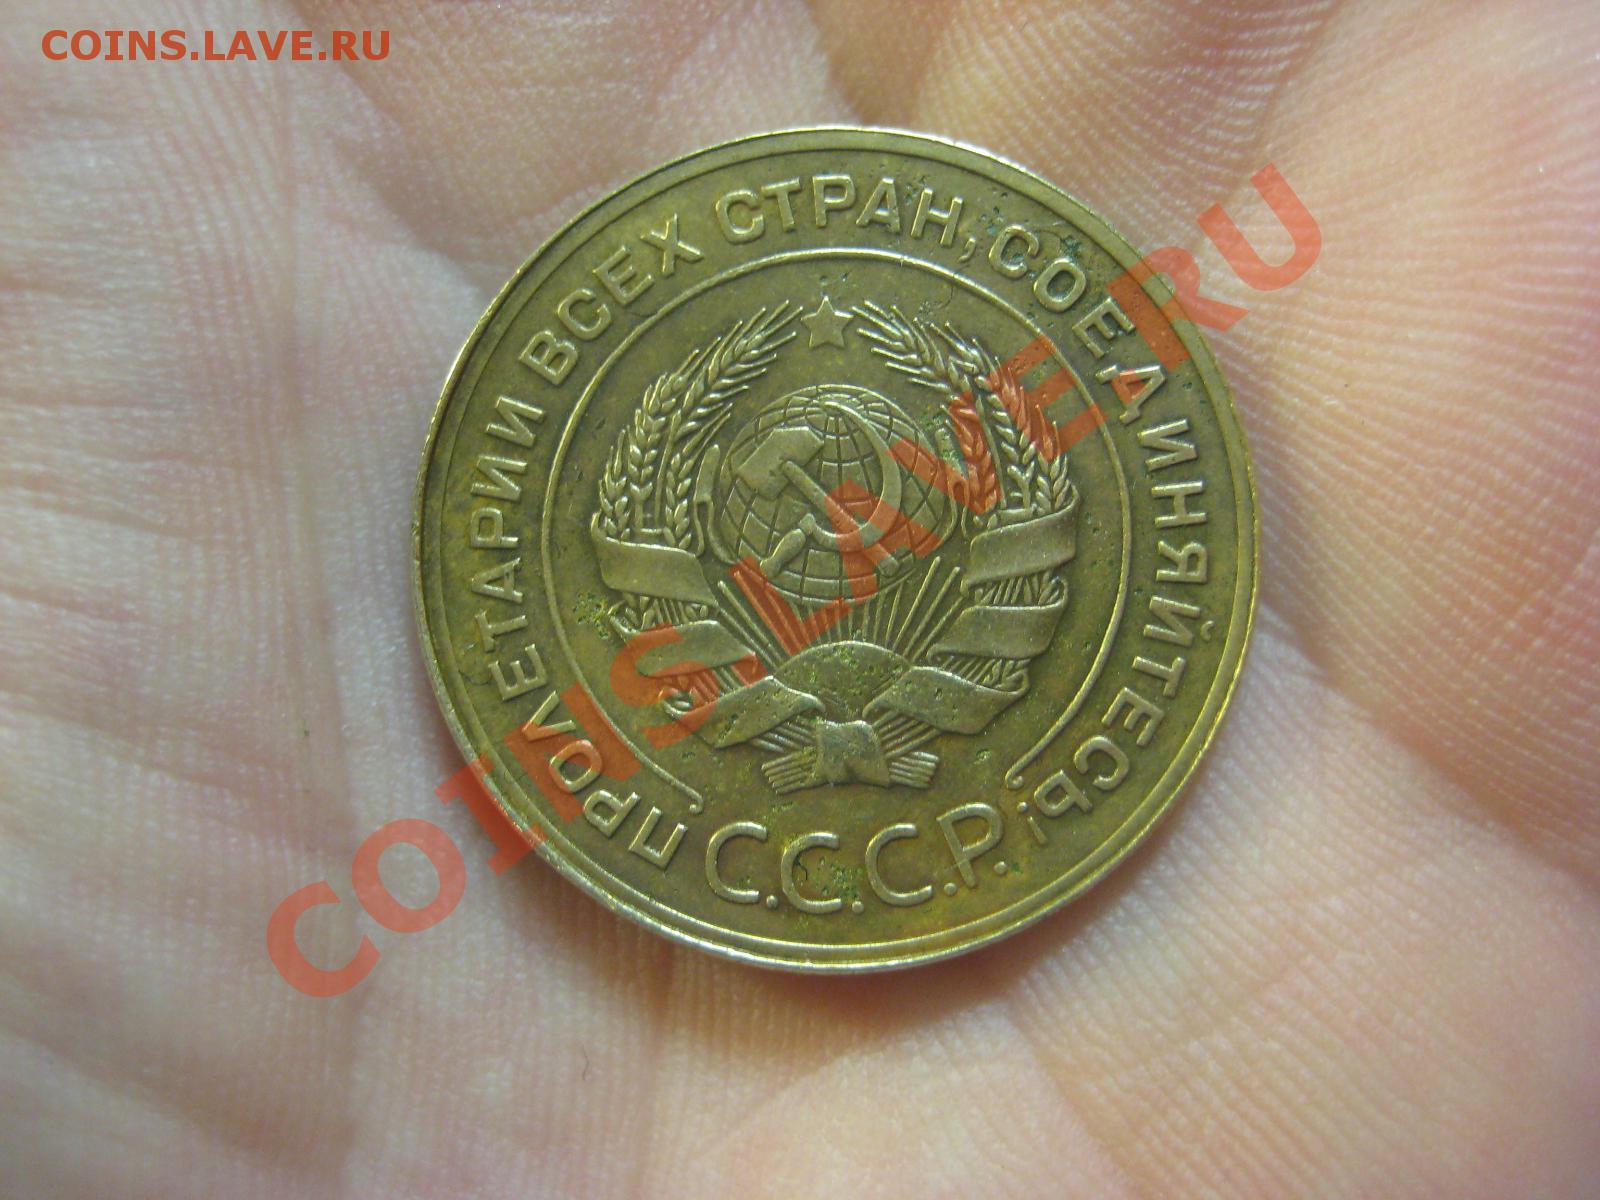 COINS.LAVE.RU
ПРОЛЕТАРИИ ВСЕХ СТРАН, СОЕДИНЯЙТЕСЬ!
С.С.С.Р.
COINS.LAVE.RU